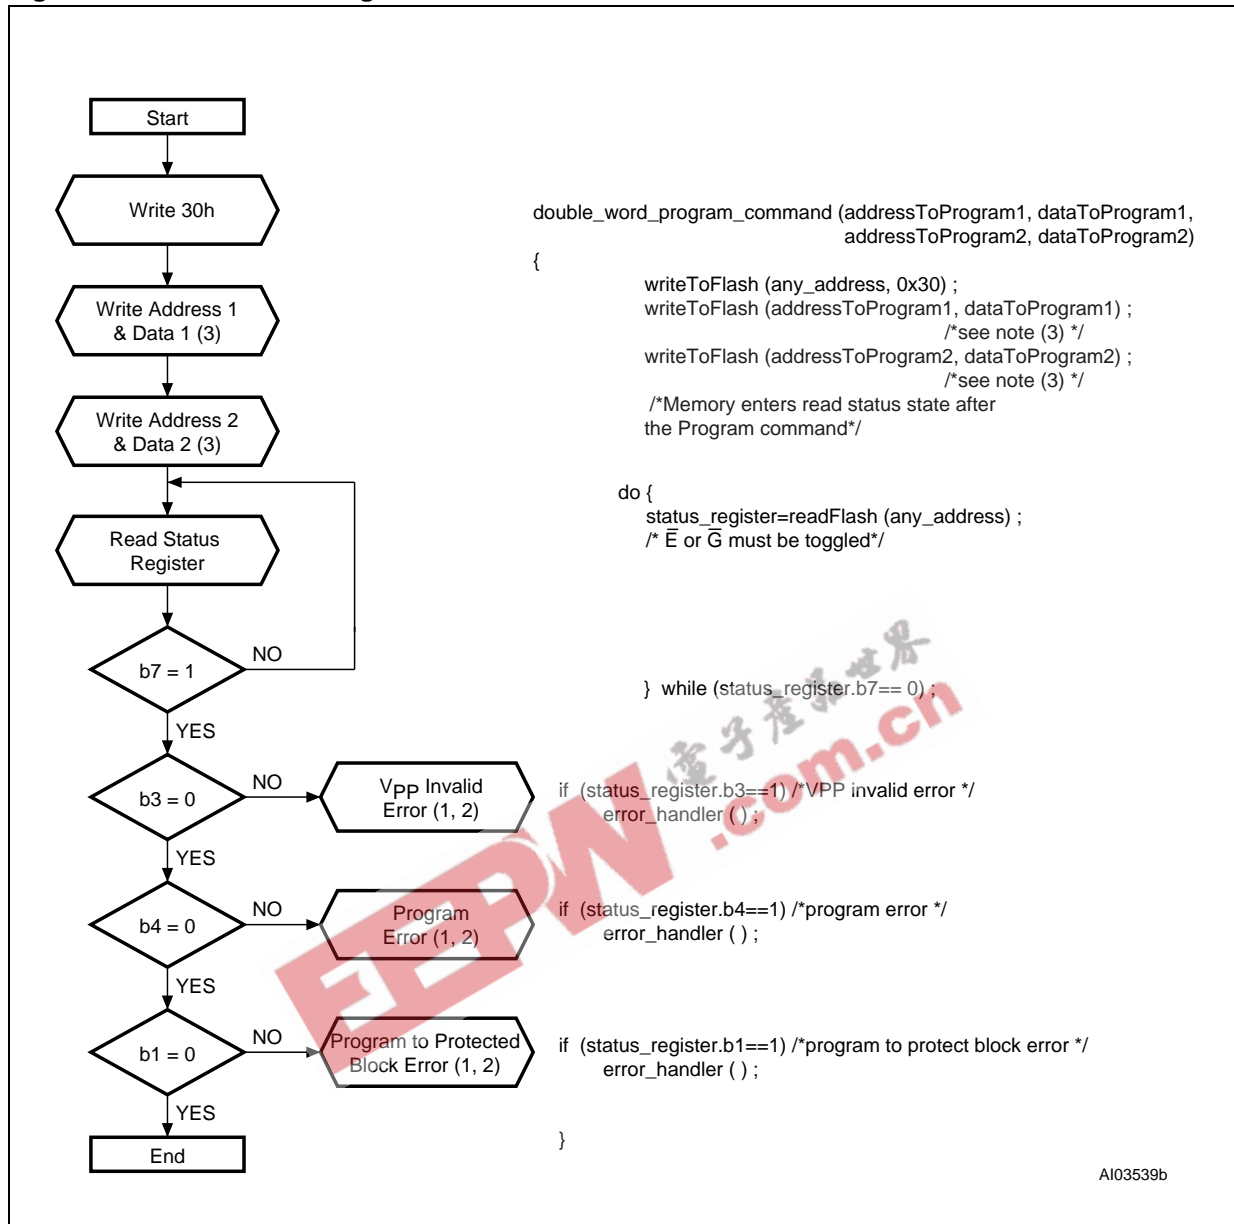 Start
Write 30h
Write Address 1
& Data 1 (3)
Write Address 2
& Data 2 (3)
Read Status
Register
b7 = 1
NO
YES
b3 = 0
NO
VPP Invalid
Error (1, 2)
YES
b4 = 0
NO
Program
Error (1, 2)
YES
b1 = 0
NO
Program to Protected
Block Error (1, 2)
YES
End
double_word_program_command (addressToProgram1, dataToProgram1,
addressToProgram2, dataToProgram2)
{
writeToFlash (any_address, 0x30) ;
writeToFlash (addressToProgram1, dataToProgram1) ;
/*see note (3) */
writeToFlash (addressToProgram2, dataToProgram2) ;
/*see note (3) */
/*Memory enters read status state after
the Program command*/
do {
status_register=readFlash (any_address) ;
/* E̅ or G̅ must be toggled*/
} while (status_register.b7== 0) ;
if (status_register.b3==1) /*VPP invalid error */
error_handler ( ) ;
if (status_register.b4==1) /*program error */
error_handler ( ) ;
if (status_register.b1==1) /*program to protect block error */
error_handler ( ) ;
}
AI03539b
EEPW
電子產品世界
.com.cn